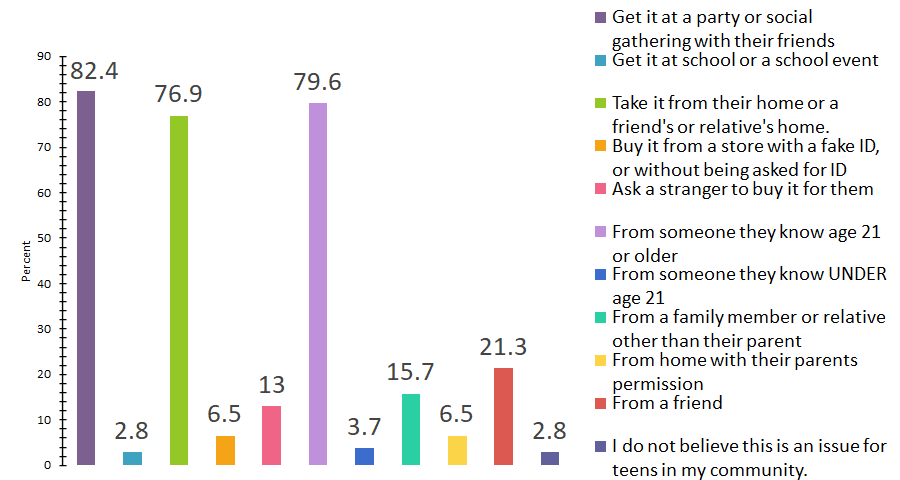 Percent
90
80
70
60
50
40
30
20
10
0
82.4
2.8
76.9
6.5
13
79.6
3.7
15.7
6.5
21.3
2.8
Get it at a party or social
gathering with their friends
Get it at school or a school event
Take it from their home or a
friend's or relative's home.
Buy it from a store with a fake ID,
or without being asked for ID
Ask a stranger to buy it for them
From someone they know age 21
or older
From someone they know UNDER
age 21
From a family member or relative
other than their parent
From home with their parents
permission
From a friend
I do not believe this is an issue for
teens in my community.